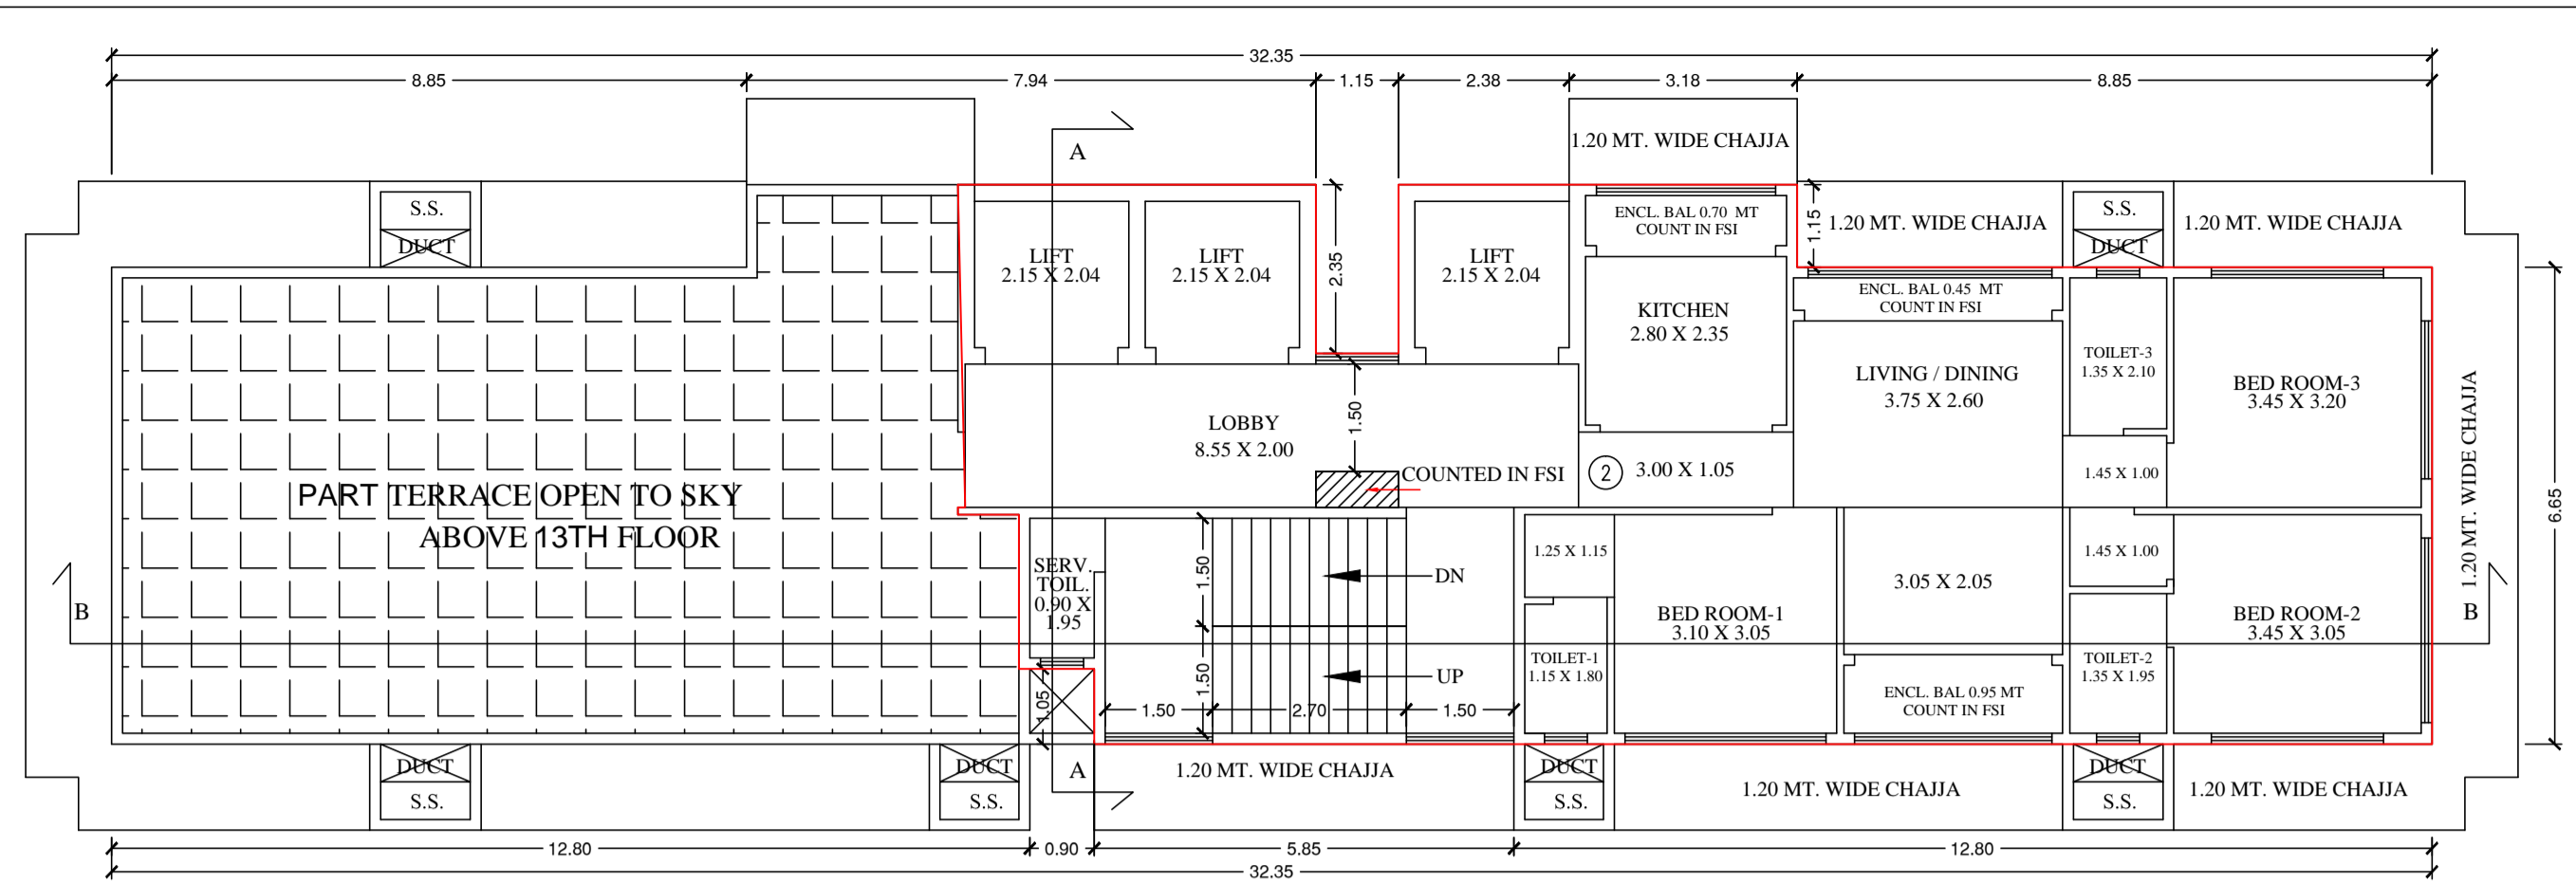 32.35
8.85
7.94
1.15
2.38
3.18
8.85
A
1.20 MT. WIDE CHAJJA
S.S.
DUCT
LIFT
2.15 X 2.04
LIFT
2.15 X 2.04
2.35
LIFT
2.15 X 2.04
ENCL. BAL 0.70 MT
COUNT IN FSI
1.15
1.20 MT. WIDE CHAJJA
S.S.
DUCT
1.20 MT. WIDE CHAJJA
KITCHEN
2.80 X 2.35
ENCL. BAL 0.45 MT
COUNT IN FSI
LIVING / DINING
3.75 X 2.60
TOILET-3
1.35 X 2.10
BED ROOM-3
3.45 X 3.20
1.20 MT. WIDE CHAJJA
6.65
LOBBY
8.55 X 2.00
1.50
COUNTED IN FSI
2
3.00 X 1.05
1.45 X 1.00
PART TERRACE OPEN TO SKY
ABOVE 13TH FLOOR
SERV.
TOIL.
0.90 X
1.95
1.50
DN
1.25 X 1.15
3.05 X 2.05
1.45 X 1.00
B
BED ROOM-1
3.10 X 3.05
BED ROOM-2
3.45 X 3.05
B
1.50
UP
TOILET-1
1.15 X 1.80
TOILET-2
1.35 X 1.95
1.05
1.50
2.70
1.50
ENCL. BAL 0.95 MT
COUNT IN FSI
DUCT
S.S.
DUCT
S.S.
A
1.20 MT. WIDE CHAJJA
DUCT
S.S.
1.20 MT. WIDE CHAJJA
DUCT
S.S.
1.20 MT. WIDE CHAJJA
12.80
0.90
5.85
12.80
32.35